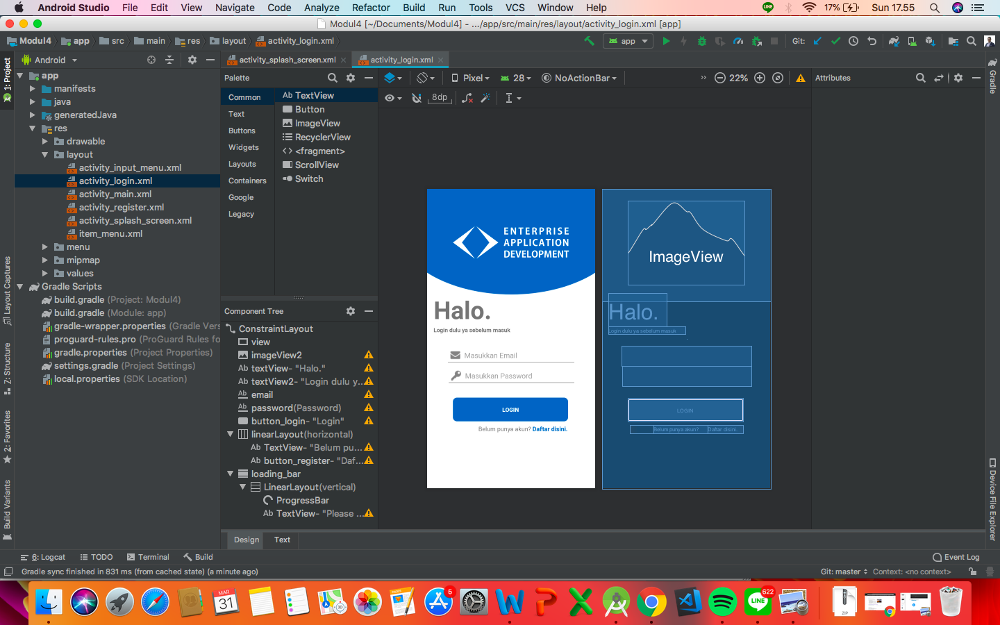 Android Studio File Edit View Navigate Code Analyze Refactor Build Run Tools VCS Window Help 17% Sun 17.55
Modul4 [~/Documents/Modul4] - .../app/src/main/res/layout/activity_login.xml [app]
Modul4 app src main res layout activity_login.xml app Git:
1: Project
Layout Captures
7: Structure
2: Favorites
Build Variants
Android
app
manifests
java
generatedJava
res
drawable
layout
activity_input_menu.xml
activity_login.xml
activity_main.xml
activity_register.xml
activity_splash_screen.xml
item_menu.xml
menu
mipmap
values
Gradle Scripts
build.gradle (Project: Modul4)
build.gradle (Module: app)
gradle-wrapper.properties (Gradle Vers
proguard-rules.pro (ProGuard Rules fo
gradle.properties (Project Properties)
settings.gradle (Project Settings)
local.properties (SDK Location)
activity_splash_screen.xml activity_login.xml
Palette
Common
Text
Buttons
Widgets
Layouts
Containers
Google
Legacy
Ab TextView
Button
ImageView
RecyclerView
<fragment>
ScrollView
Switch
Pixel 28 NoActionBar 22%
8dp
Component Tree
ConstraintLayout
view
imageView2
Ab textView- "Halo."
Ab textView2- "Login dulu y...
Ab email
Ab password(Password)
button_login- "Login"
linearLayout(horizontal)
Ab TextView- "Belum pu...
Ab button_register- "Daf...
loading_bar
LinearLayout(vertical)
ProgressBar
Ab TextView- "Please ...
ENTERPRISE
APPLICATION
DEVELOPMENT
Halo.
Login dulu ya sebelum masuk
Masukkan Email
Masukkan Password
LOGIN
Belum punya akun? Daftar disini.
ImageView
Halo.
Login dulu ya sebelum masuk
LOGIN
Belum punya akun? Daftar disini.
Attributes
Gradle
Device File Explorer
Design Text
6: Logcat TODO Terminal Build Event Log
Gradle sync finished in 831 ms (from cached state) (a minute ago) Git: master Context: <no context>
MAR
31
5
622
30
ZIP
LINE
LINE